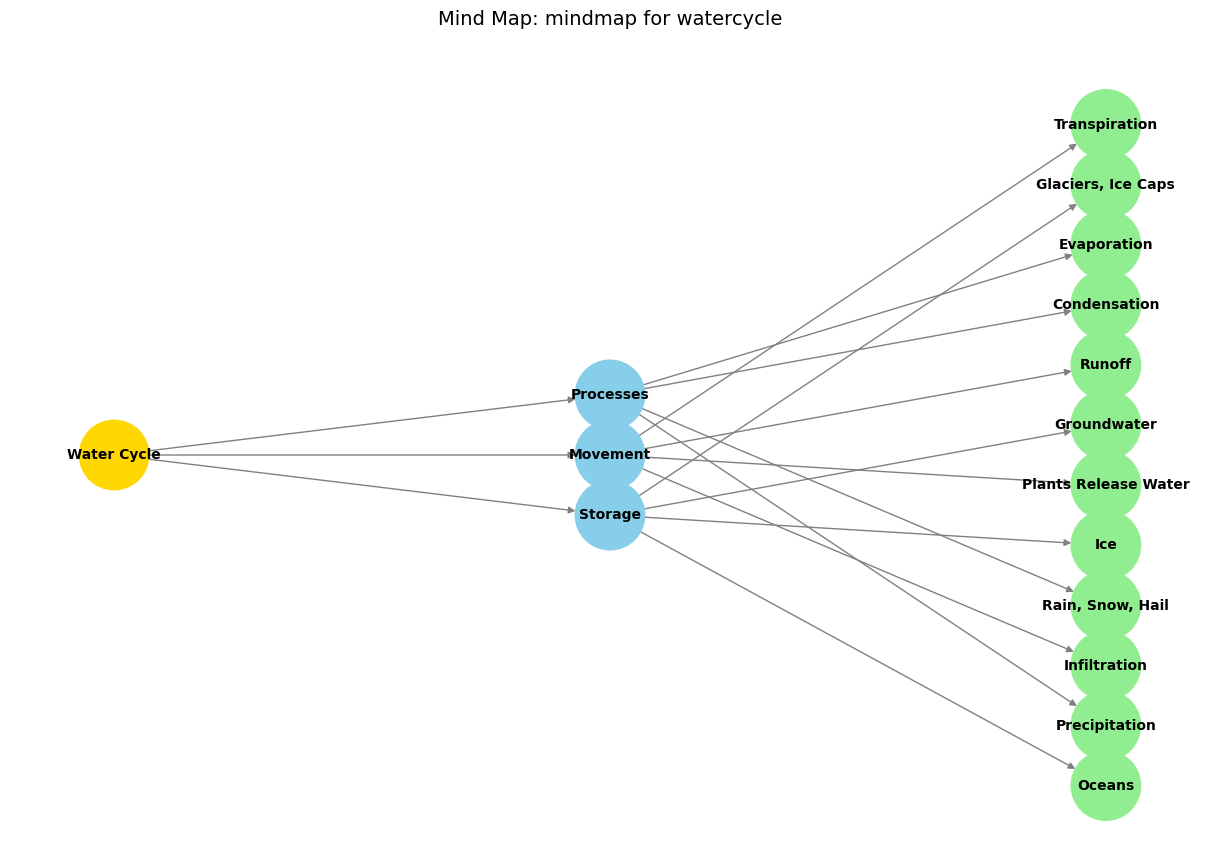 Mind Map: mindmap for watercycle
Water Cycle
Processes
Movement
Storage
Transpiration
Glaciers, Ice Caps
Evaporation
Condensation
Runoff
Groundwater
Plants Release Water
Ice
Rain, Snow, Hail
Infiltration
Precipitation
Oceans